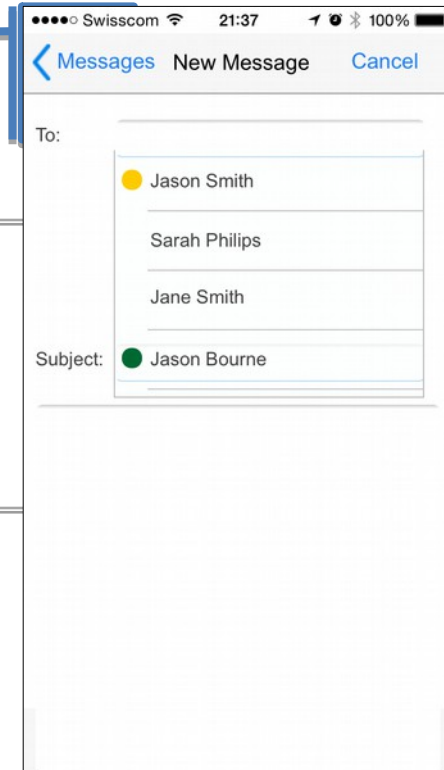 Swisscom 21:37 100%
Messages New Message Cancel
To:
Jason Smith
Sarah Philips
Jane Smith
Subject: Jason Bourne